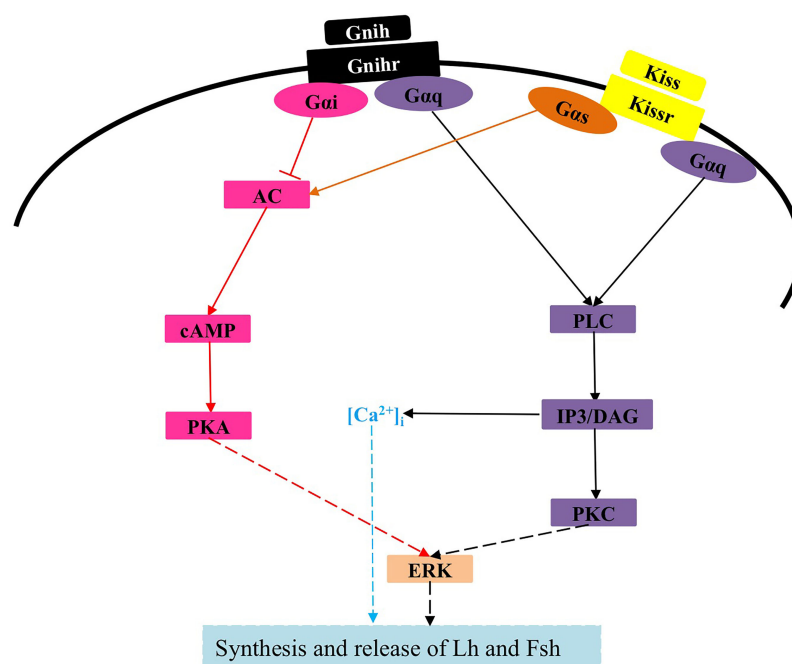 Gnih
Gnihr
Kiss
Kissr
Gαi
Gαq
Gαs
Gαq
AC
cAMP
PLC
PKA
[Ca²⁺]ᵢ
IP3/DAG
PKC
ERK
Synthesis and release of Lh and Fsh